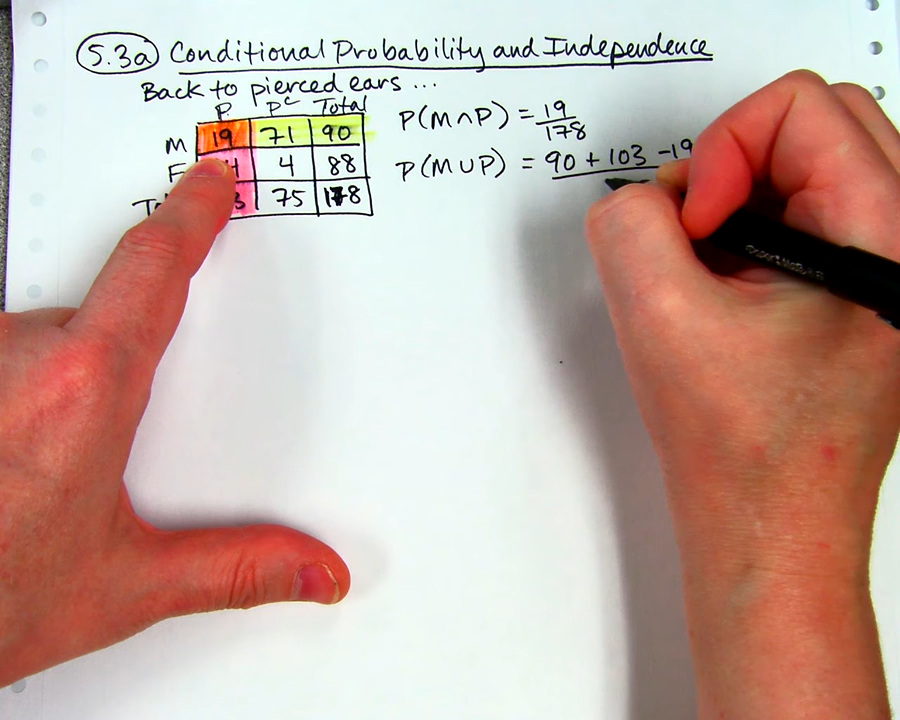 5.3a Conditional Probability and Independence
Back to pierced ears ...
P Pᶜ Total
M 19 71 90
F 4 88
75 178
P(M∩P) = 19/178
P(M∪P) = 90 + 103 - 19